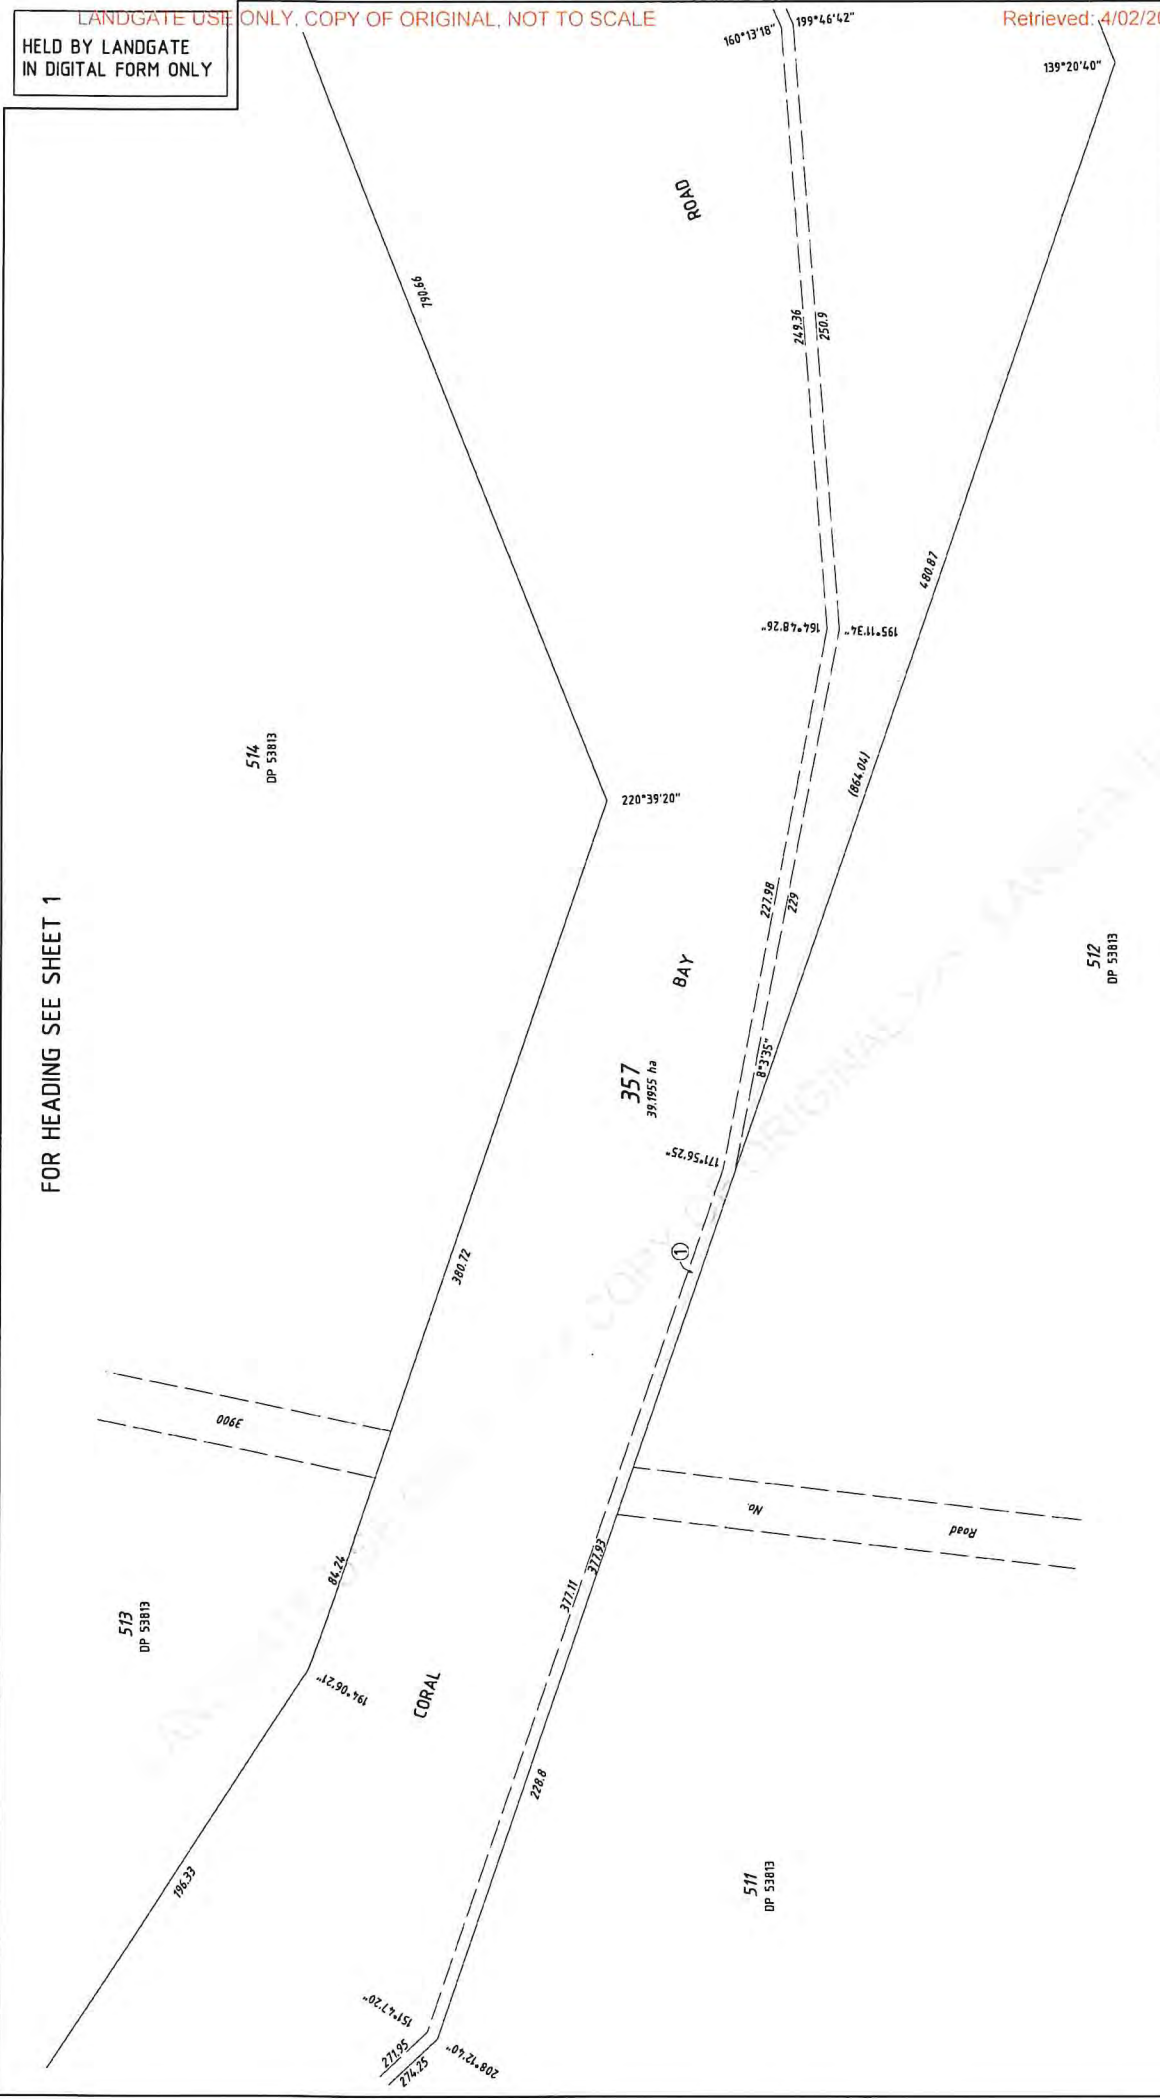 LANDGATE USE ONLY, COPY OF ORIGINAL, NOT TO SCALE
Retrieved: 4/02/20
HELD BY LANDGATE
IN DIGITAL FORM ONLY
160°13'18"
199°46'42"
139°20'40"
ROAD
790.66
249.36
250.9
480.87
164°48'26"
195°11'34"
514
DP 53813
220°39'20"
(864.04)
FOR HEADING SEE SHEET 1
227.98
229
BAY
512
DP 53813
8°3'35"
357
39.1955 ha
171°56'25"
1
380.72
3900
No.
Road
84.24
377.11
377.93
513
DP 53813
194°06'21"
CORAL
228.8
196.33
511
DP 53813
151°47'20"
271.95
274.25
208°12'40"